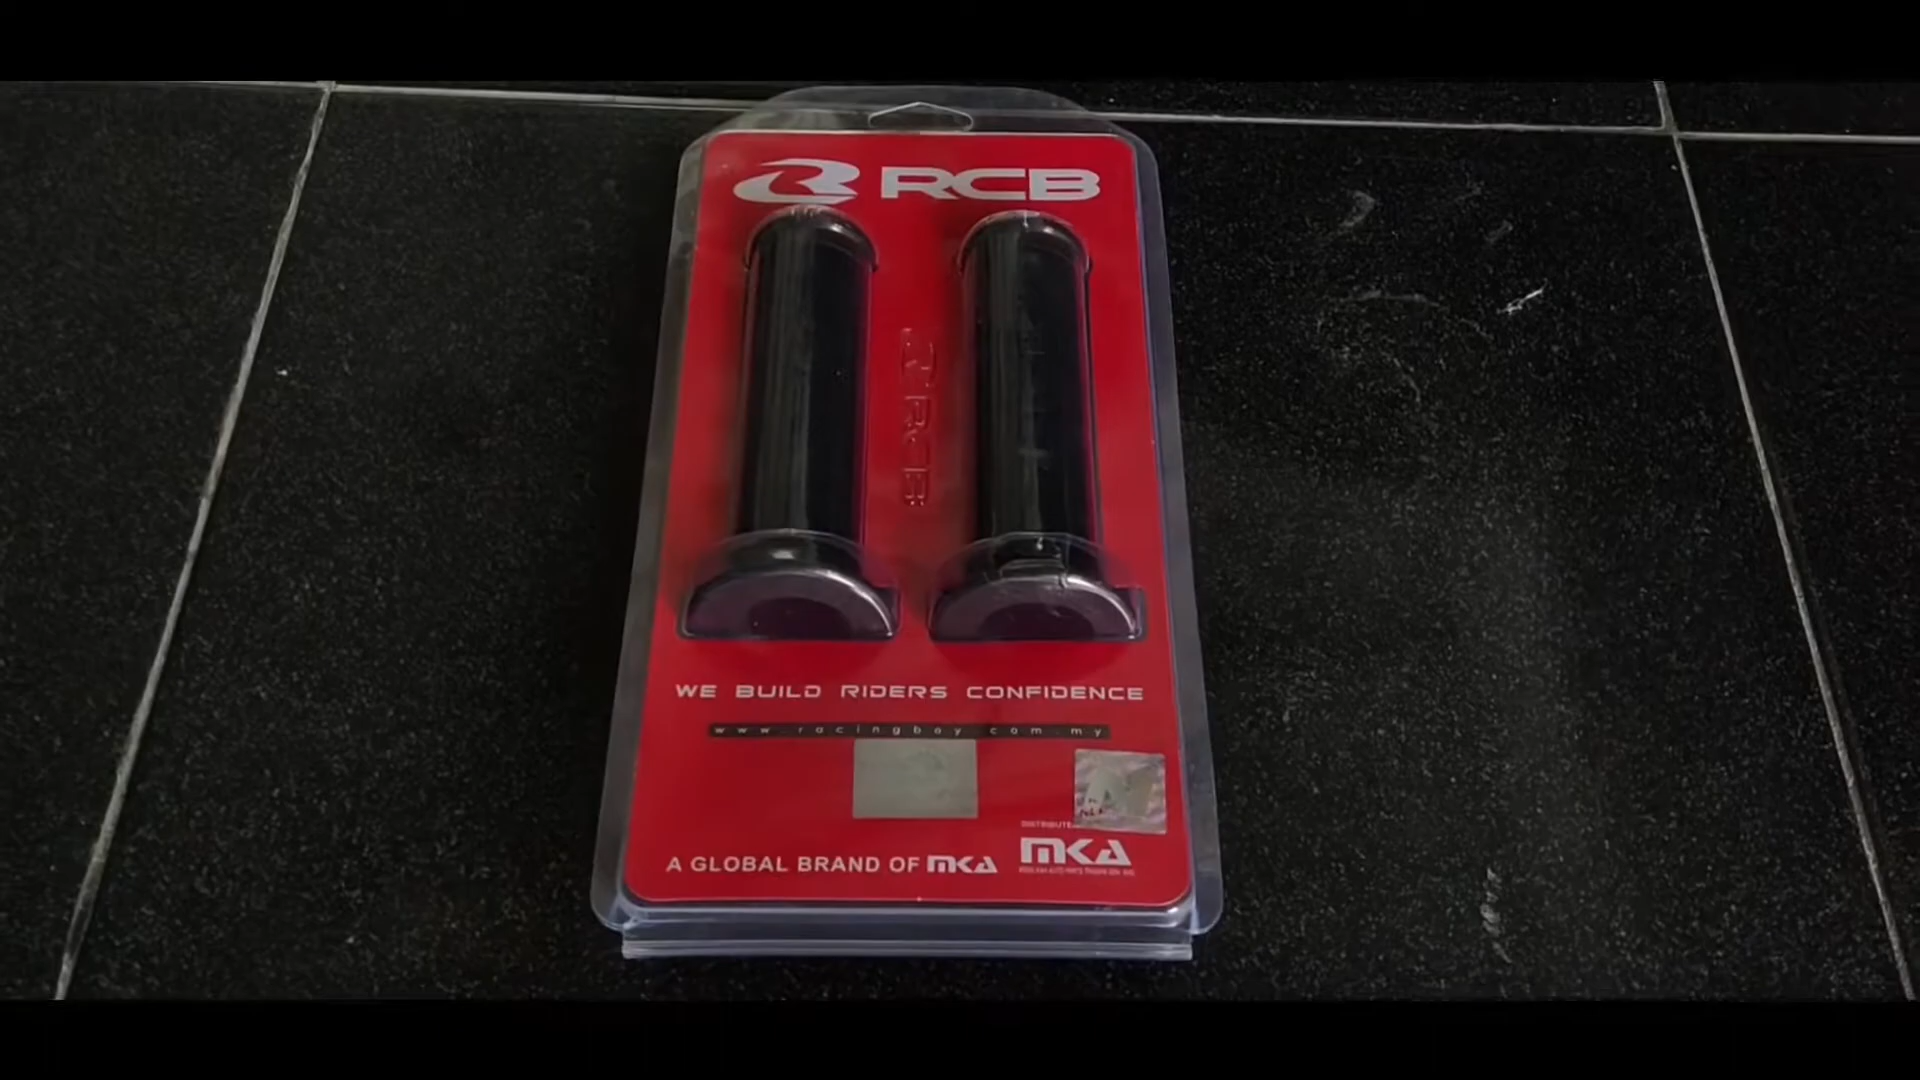 RCB
RCB
WE BUILD RIDERS CONFIDENCE
www.racingboy.com.my
A GLOBAL BRAND OF MKA
MKA